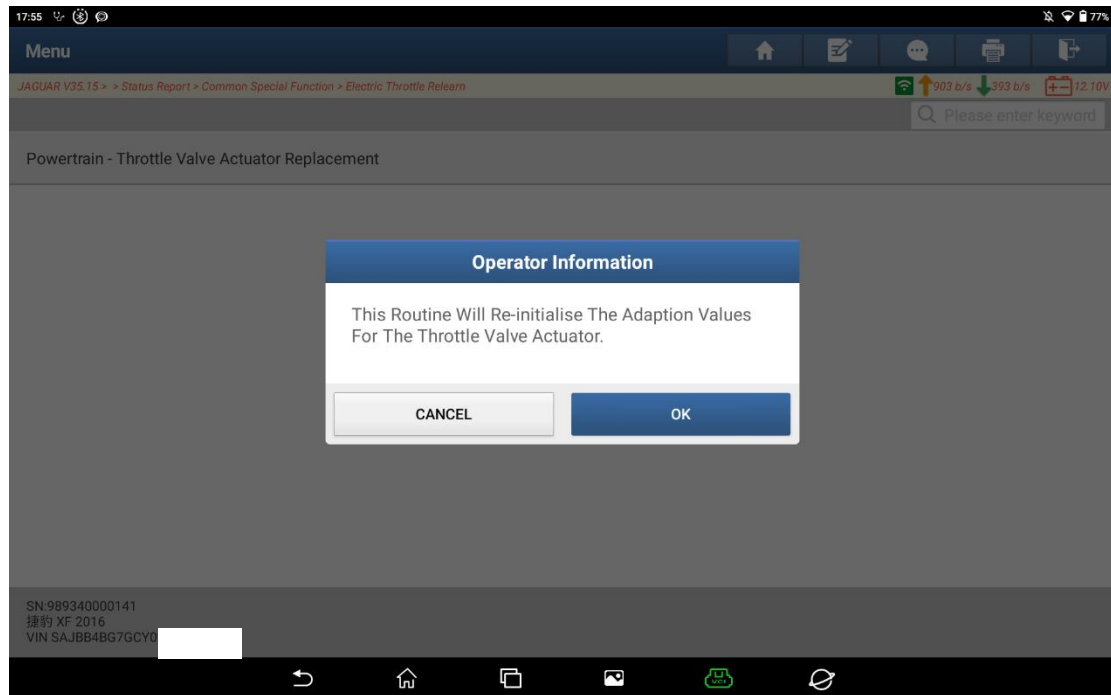 17:55
77%
Menu
JAGUAR V35.15 > > Status Report > Common Special Function > Electric Throttle Relearn
903 b/s 393 b/s 12.10V
Please enter keyword
Powertrain - Throttle Valve Actuator Replacement
Operator Information
This Routine Will Re-initialise The Adaption Values
For The Throttle Valve Actuator.
CANCEL
OK
SN:989340000141
捷豹 XF 2016
VIN SAJBB4BG7GCY0
VCI